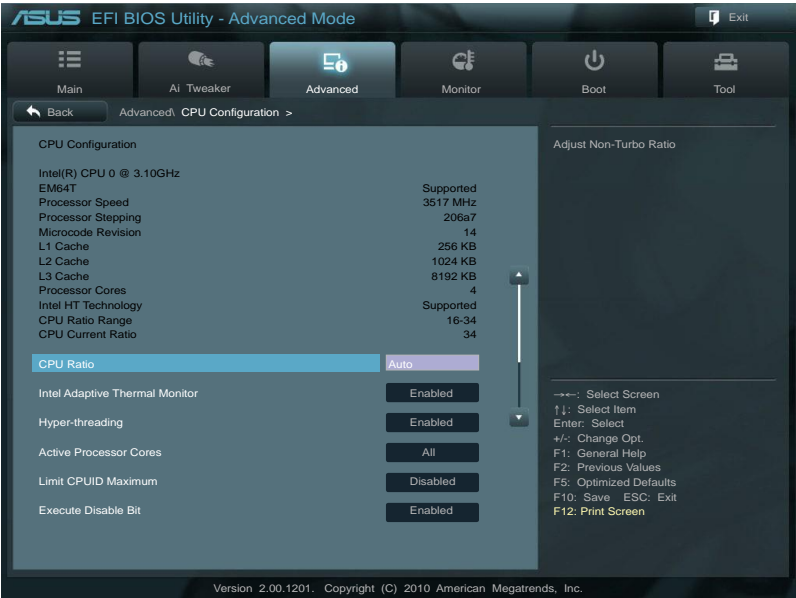 ASUS EFI BIOS Utility - Advanced Mode
Exit
Main
Ai Tweaker
Advanced
Monitor
Boot
Tool
Back
Advanced\ CPU Configuration >
CPU Configuration
Adjust Non-Turbo Ratio
Intel(R) CPU 0 @ 3.10GHz
EM64T Supported
Processor Speed 3517 MHz
Processor Stepping 206a7
Microcode Revision 14
L1 Cache 256 KB
L2 Cache 1024 KB
L3 Cache 8192 KB
Processor Cores 4
Intel HT Technology Supported
CPU Ratio Range 16-34
CPU Current Ratio 34
CPU Ratio Auto
Intel Adaptive Thermal Monitor Enabled
Hyper-threading Enabled
Active Processor Cores All
Limit CPUID Maximum Disabled
Execute Disable Bit Enabled
→←: Select Screen
↑↓: Select Item
Enter: Select
+/-: Change Opt.
F1: General Help
F2: Previous Values
F5: Optimized Defaults
F10: Save ESC: Exit
F12: Print Screen
Version 2.00.1201. Copyright (C) 2010 American Megatrends, Inc.